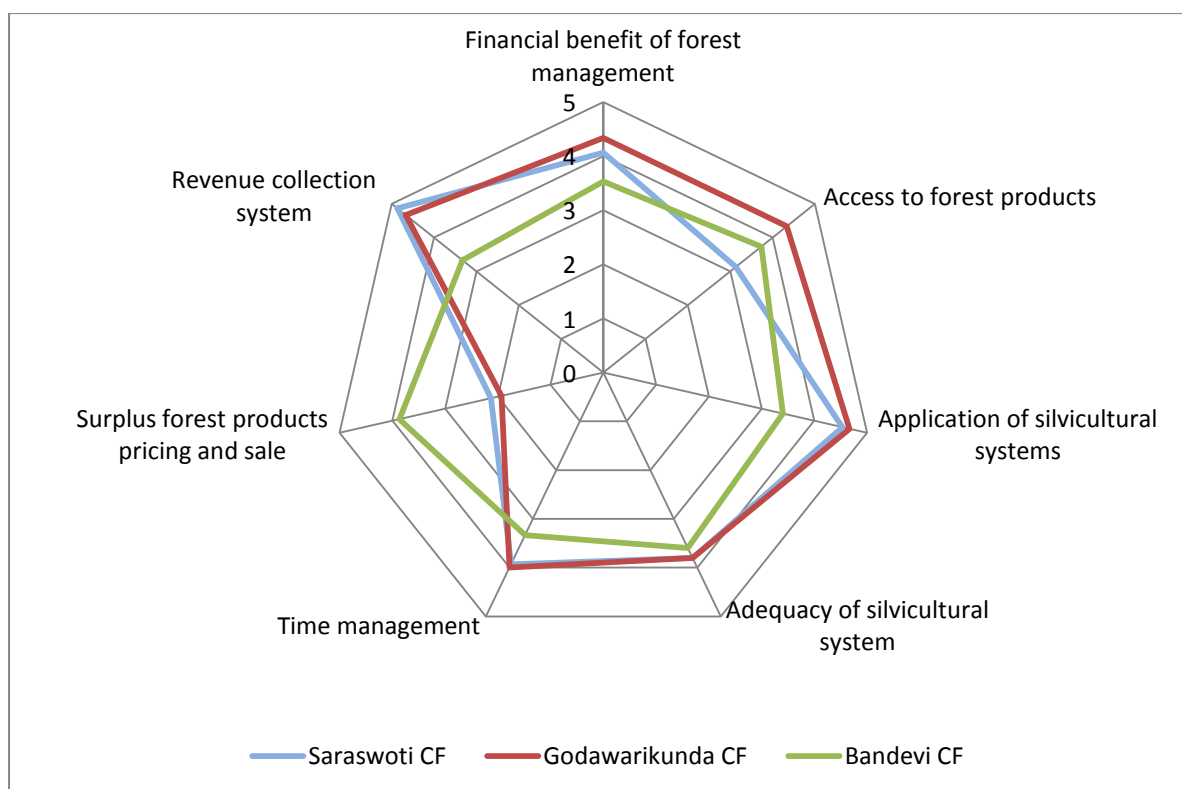 Financial benefit of forest
management
5
4
3
2
1
0
Access to forest products
Application of silvicultural
systems
Adequacy of silvicultural
system
Time management
Surplus forest products
pricing and sale
Revenue collection
system
Saraswoti CF
Godawarikunda CF
Bandevi CF